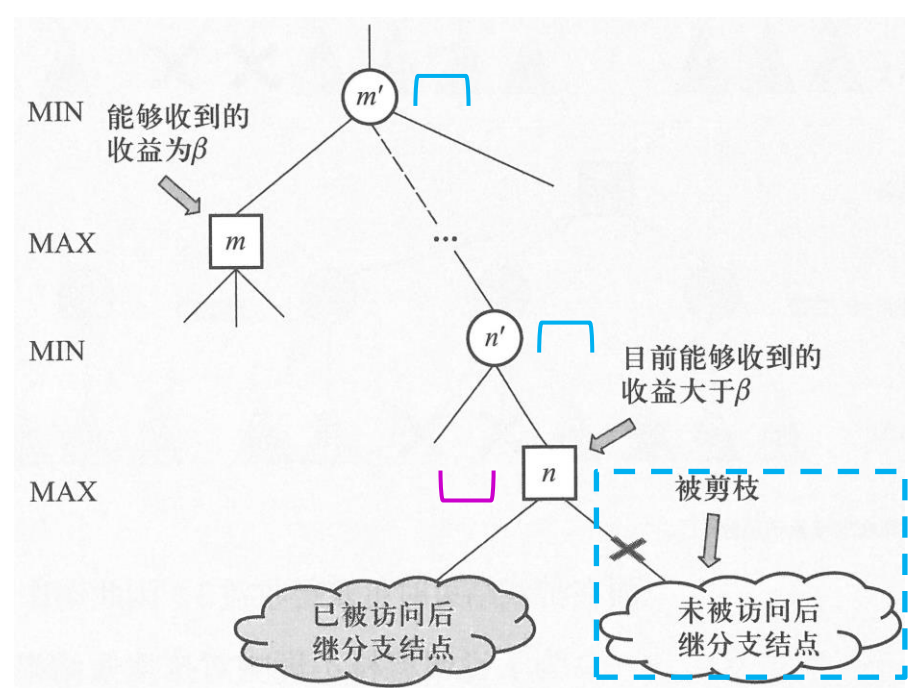 m′
MIN
能够收到的
收益为β
MAX
m
...
n′
MIN
目前能够收到的
收益大于β
n
MAX
被剪枝
已被访问后
继分支结点
未被访问后
继分支结点